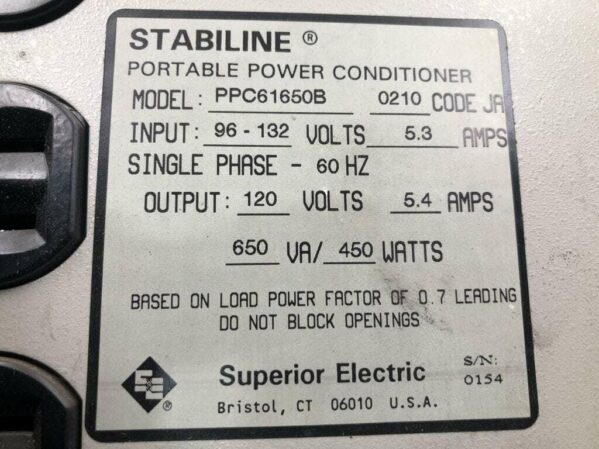 STABILINE ®
PORTABLE POWER CONDITIONER
MODEL: PPC61650B 0210 CODE JA
INPUT: 96 - 132 VOLTS 5.3 AMPS
SINGLE PHASE - 60 HZ
OUTPUT: 120 VOLTS 5.4 AMPS
650 VA/ 450 WATTS
BASED ON LOAD POWER FACTOR OF 0.7 LEADING
DO NOT BLOCK OPENINGS
S/N:
SE ® Superior Electric 0154
Bristol, CT 06010 U.S.A.